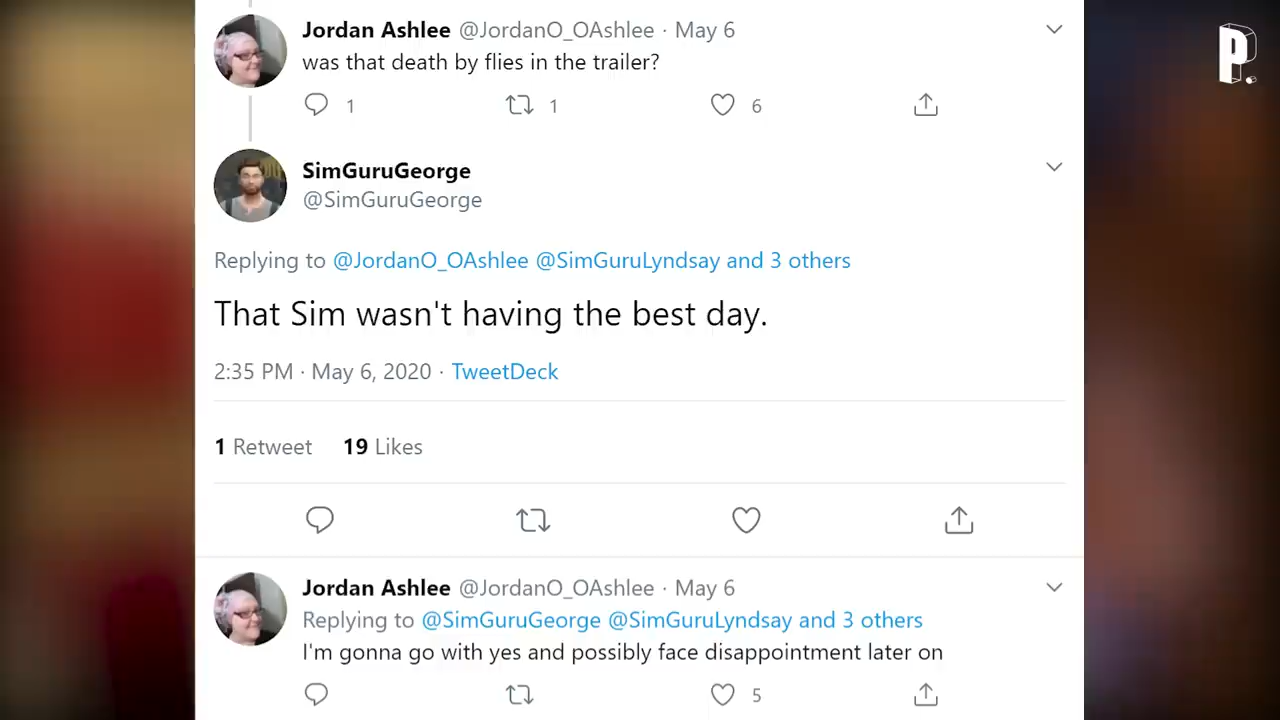 Jordan Ashlee @JordanO_OAshlee · May 6
was that death by flies in the trailer?
1 1 6
P.
SimGuruGeorge
@SimGuruGeorge
Replying to @JordanO_OAshlee @SimGuruLyndsay and 3 others
That Sim wasn't having the best day.
2:35 PM · May 6, 2020 · TweetDeck
1 Retweet 19 Likes
Jordan Ashlee @JordanO_OAshlee · May 6
Replying to @SimGuruGeorge @SimGuruLyndsay and 3 others
I'm gonna go with yes and possibly face disappointment later on
5